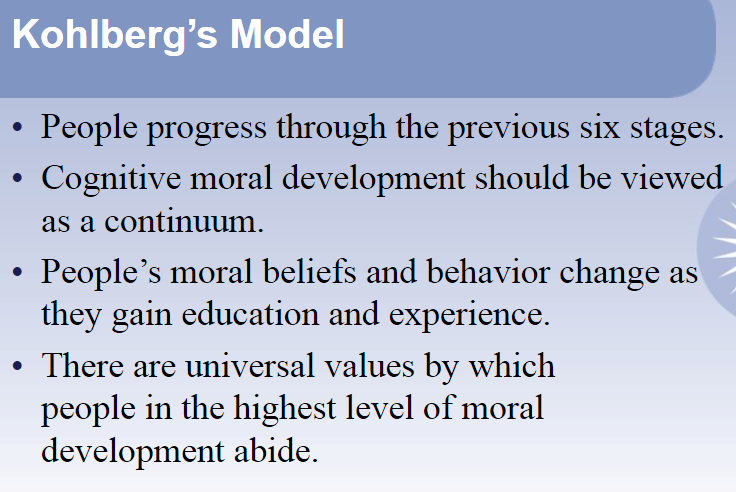 Kohlberg’s Model
• People progress through the previous six stages.
• Cognitive moral development should be viewed
as a continuum.
• People’s moral beliefs and behavior change as
they gain education and experience.
• There are universal values by which
people in the highest level of moral
development abide.